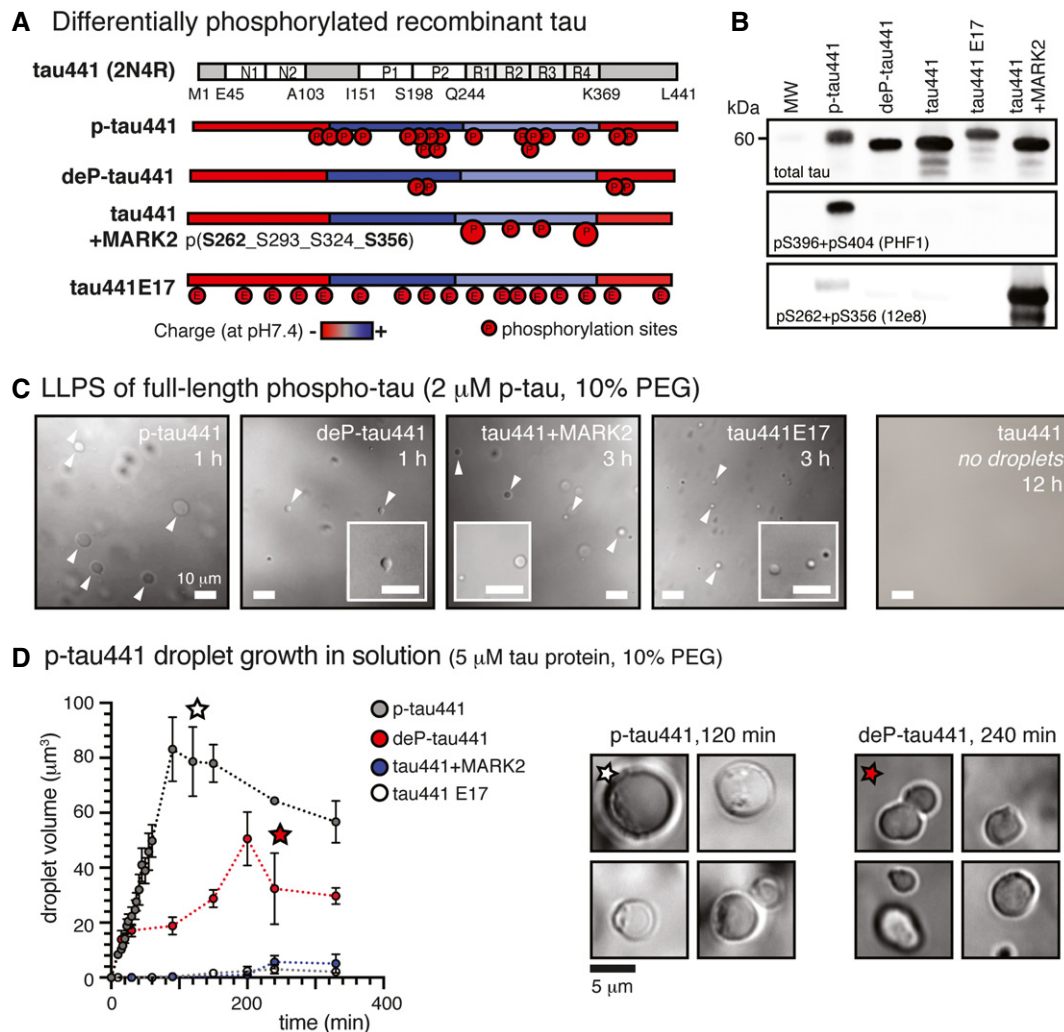 A Differentially phosphorylated recombinant tau
tau441 (2N4R)
N1 N2 P1 P2 R1 R2 R3 R4
M1 E45 A103 I151 S198 Q244 K369 L441
p-tau441
P P P P P P P P P P P P P P P P P
deP-tau441
P P P P
tau441
+MARK2
p(S262_S293_S324_S356)
P P P P
tau441E17
E E E E E E E E E E E E E E E E E
Charge (at pH7.4) - +
P phosphorylation sites
B
MW
p-tau441
deP-tau441
tau441
tau441 E17
tau441
+MARK2
kDa
60
total tau
pS396+pS404 (PHF1)
pS262+pS356 (12e8)
C LLPS of full-length phospho-tau (2 μM p-tau, 10% PEG)
p-tau441
1 h
10 μm
deP-tau441
1 h
tau441+MARK2
3 h
tau441E17
3 h
tau441
no droplets
12 h
D p-tau441 droplet growth in solution (5 μM tau protein, 10% PEG)
droplet volume (μm³)
100
80
60
40
20
0
0 200 400
time (min)
p-tau441
deP-tau441
tau441+MARK2
tau441 E17
p-tau441,120 min
5 μm
deP-tau441, 240 min